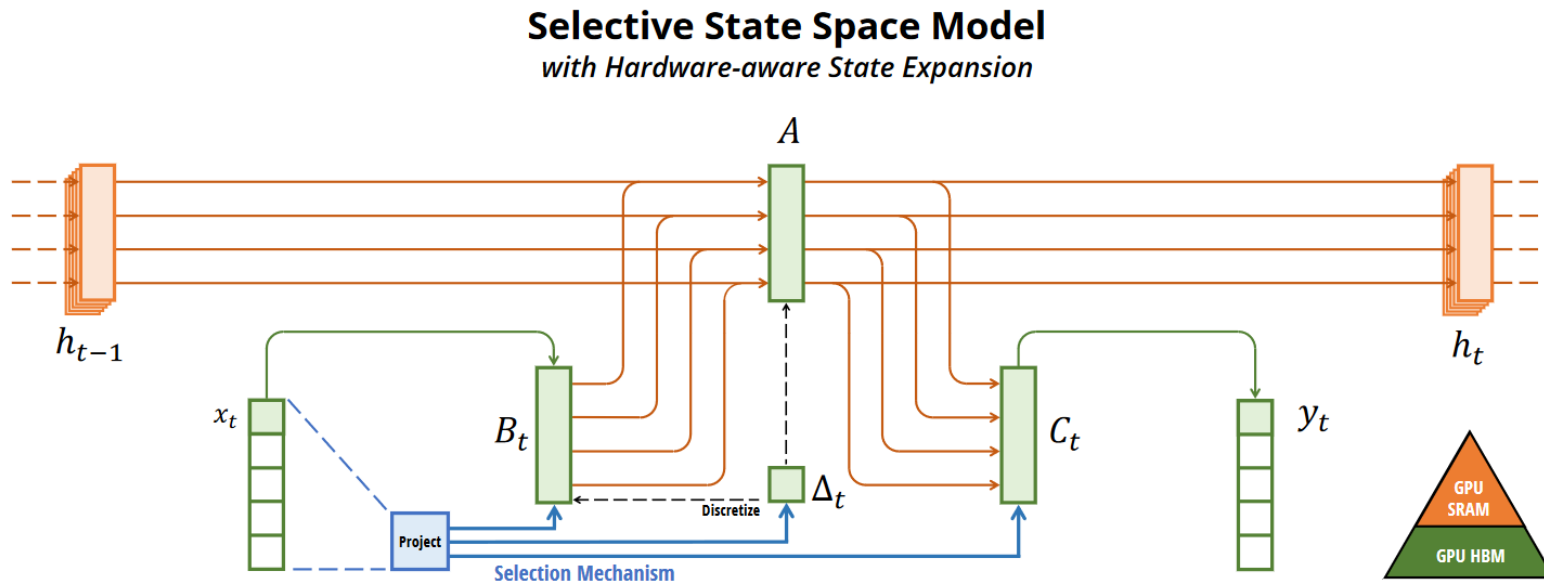 Selective State Space Model
with Hardware-aware State Expansion
A
h_{t−1}
h_t
x_t
B_t
C_t
y_t
Δ_t
Discretize
Project
Selection Mechanism
GPU
SRAM
GPU HBM